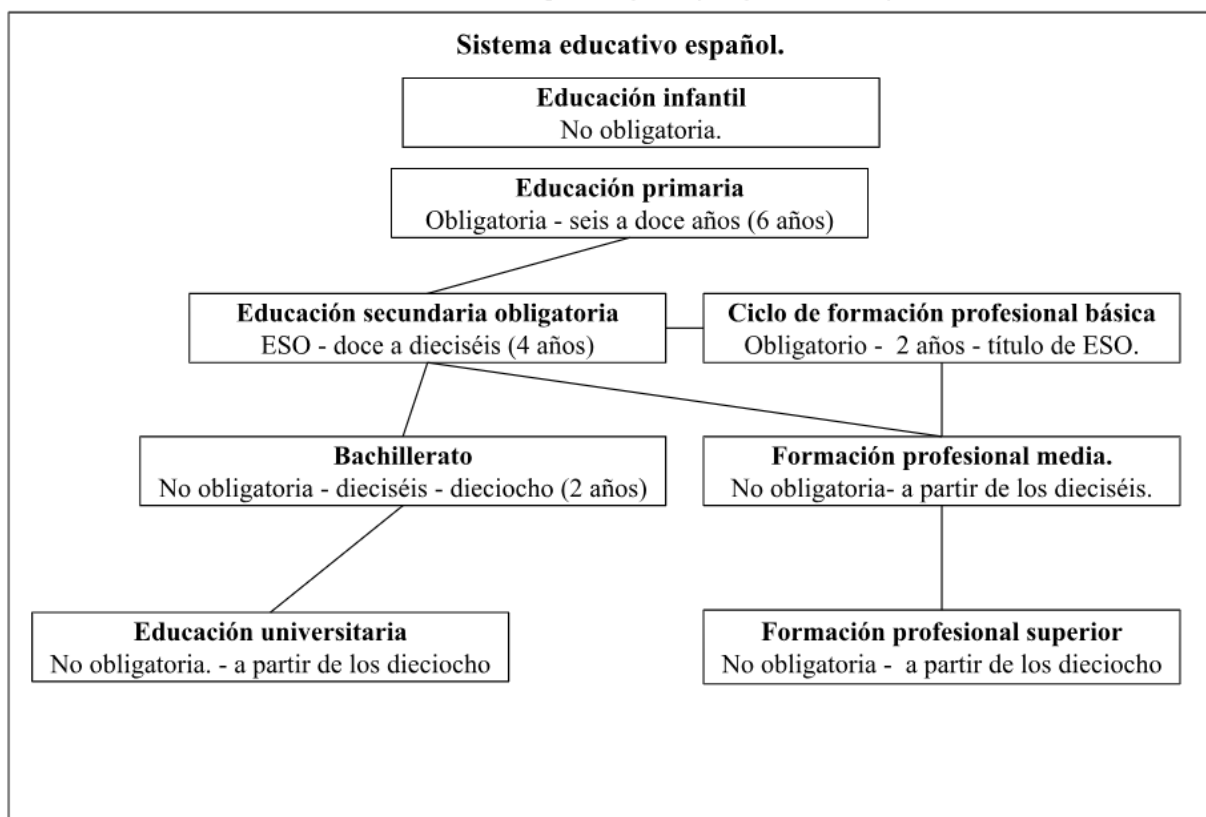 Sistema educativo español.
Educación infantil
No obligatoria.
Educación primaria
Obligatoria - seis a doce años (6 años)
Educación secundaria obligatoria
ESO - doce a dieciséis (4 años)
Ciclo de formación profesional básica
Obligatorio - 2 años - título de ESO.
Bachillerato
No obligatoria - dieciséis - dieciocho (2 años)
Formación profesional media.
No obligatoria- a partir de los dieciséis.
Educación universitaria
No obligatoria. - a partir de los dieciocho
Formación profesional superior
No obligatoria - a partir de los dieciocho